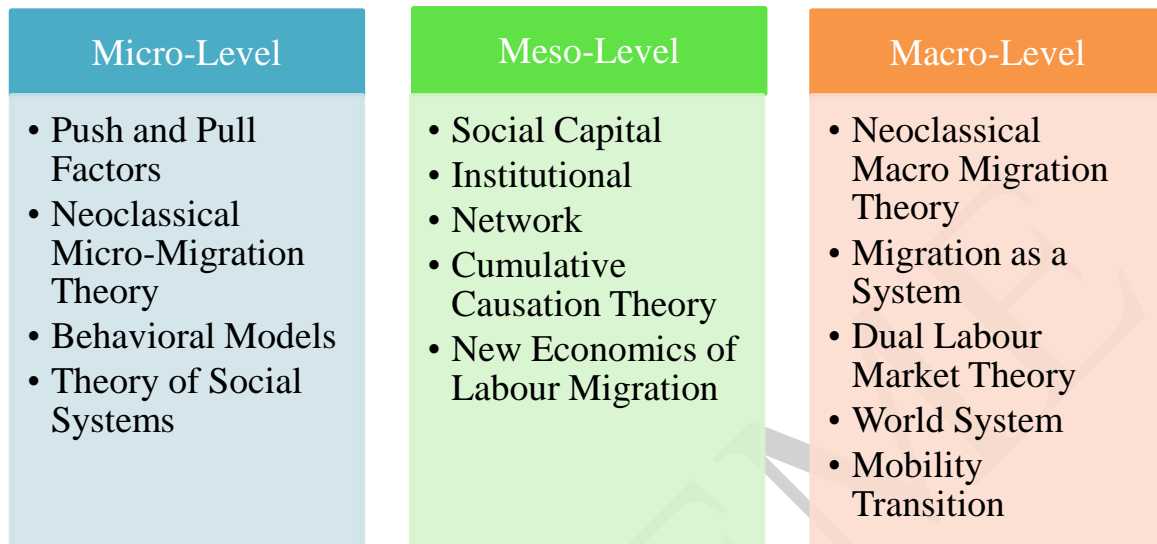 Micro-Level
• Push and Pull
Factors
• Neoclassical
Micro-Migration
Theory
• Behavioral Models
• Theory of Social
Systems
Meso-Level
• Social Capital
• Institutional
• Network
• Cumulative
Causation Theory
• New Economics of
Labour Migration
Macro-Level
• Neoclassical
Macro Migration
Theory
• Migration as a
System
• Dual Labour
Market Theory
• World System
• Mobility
Transition